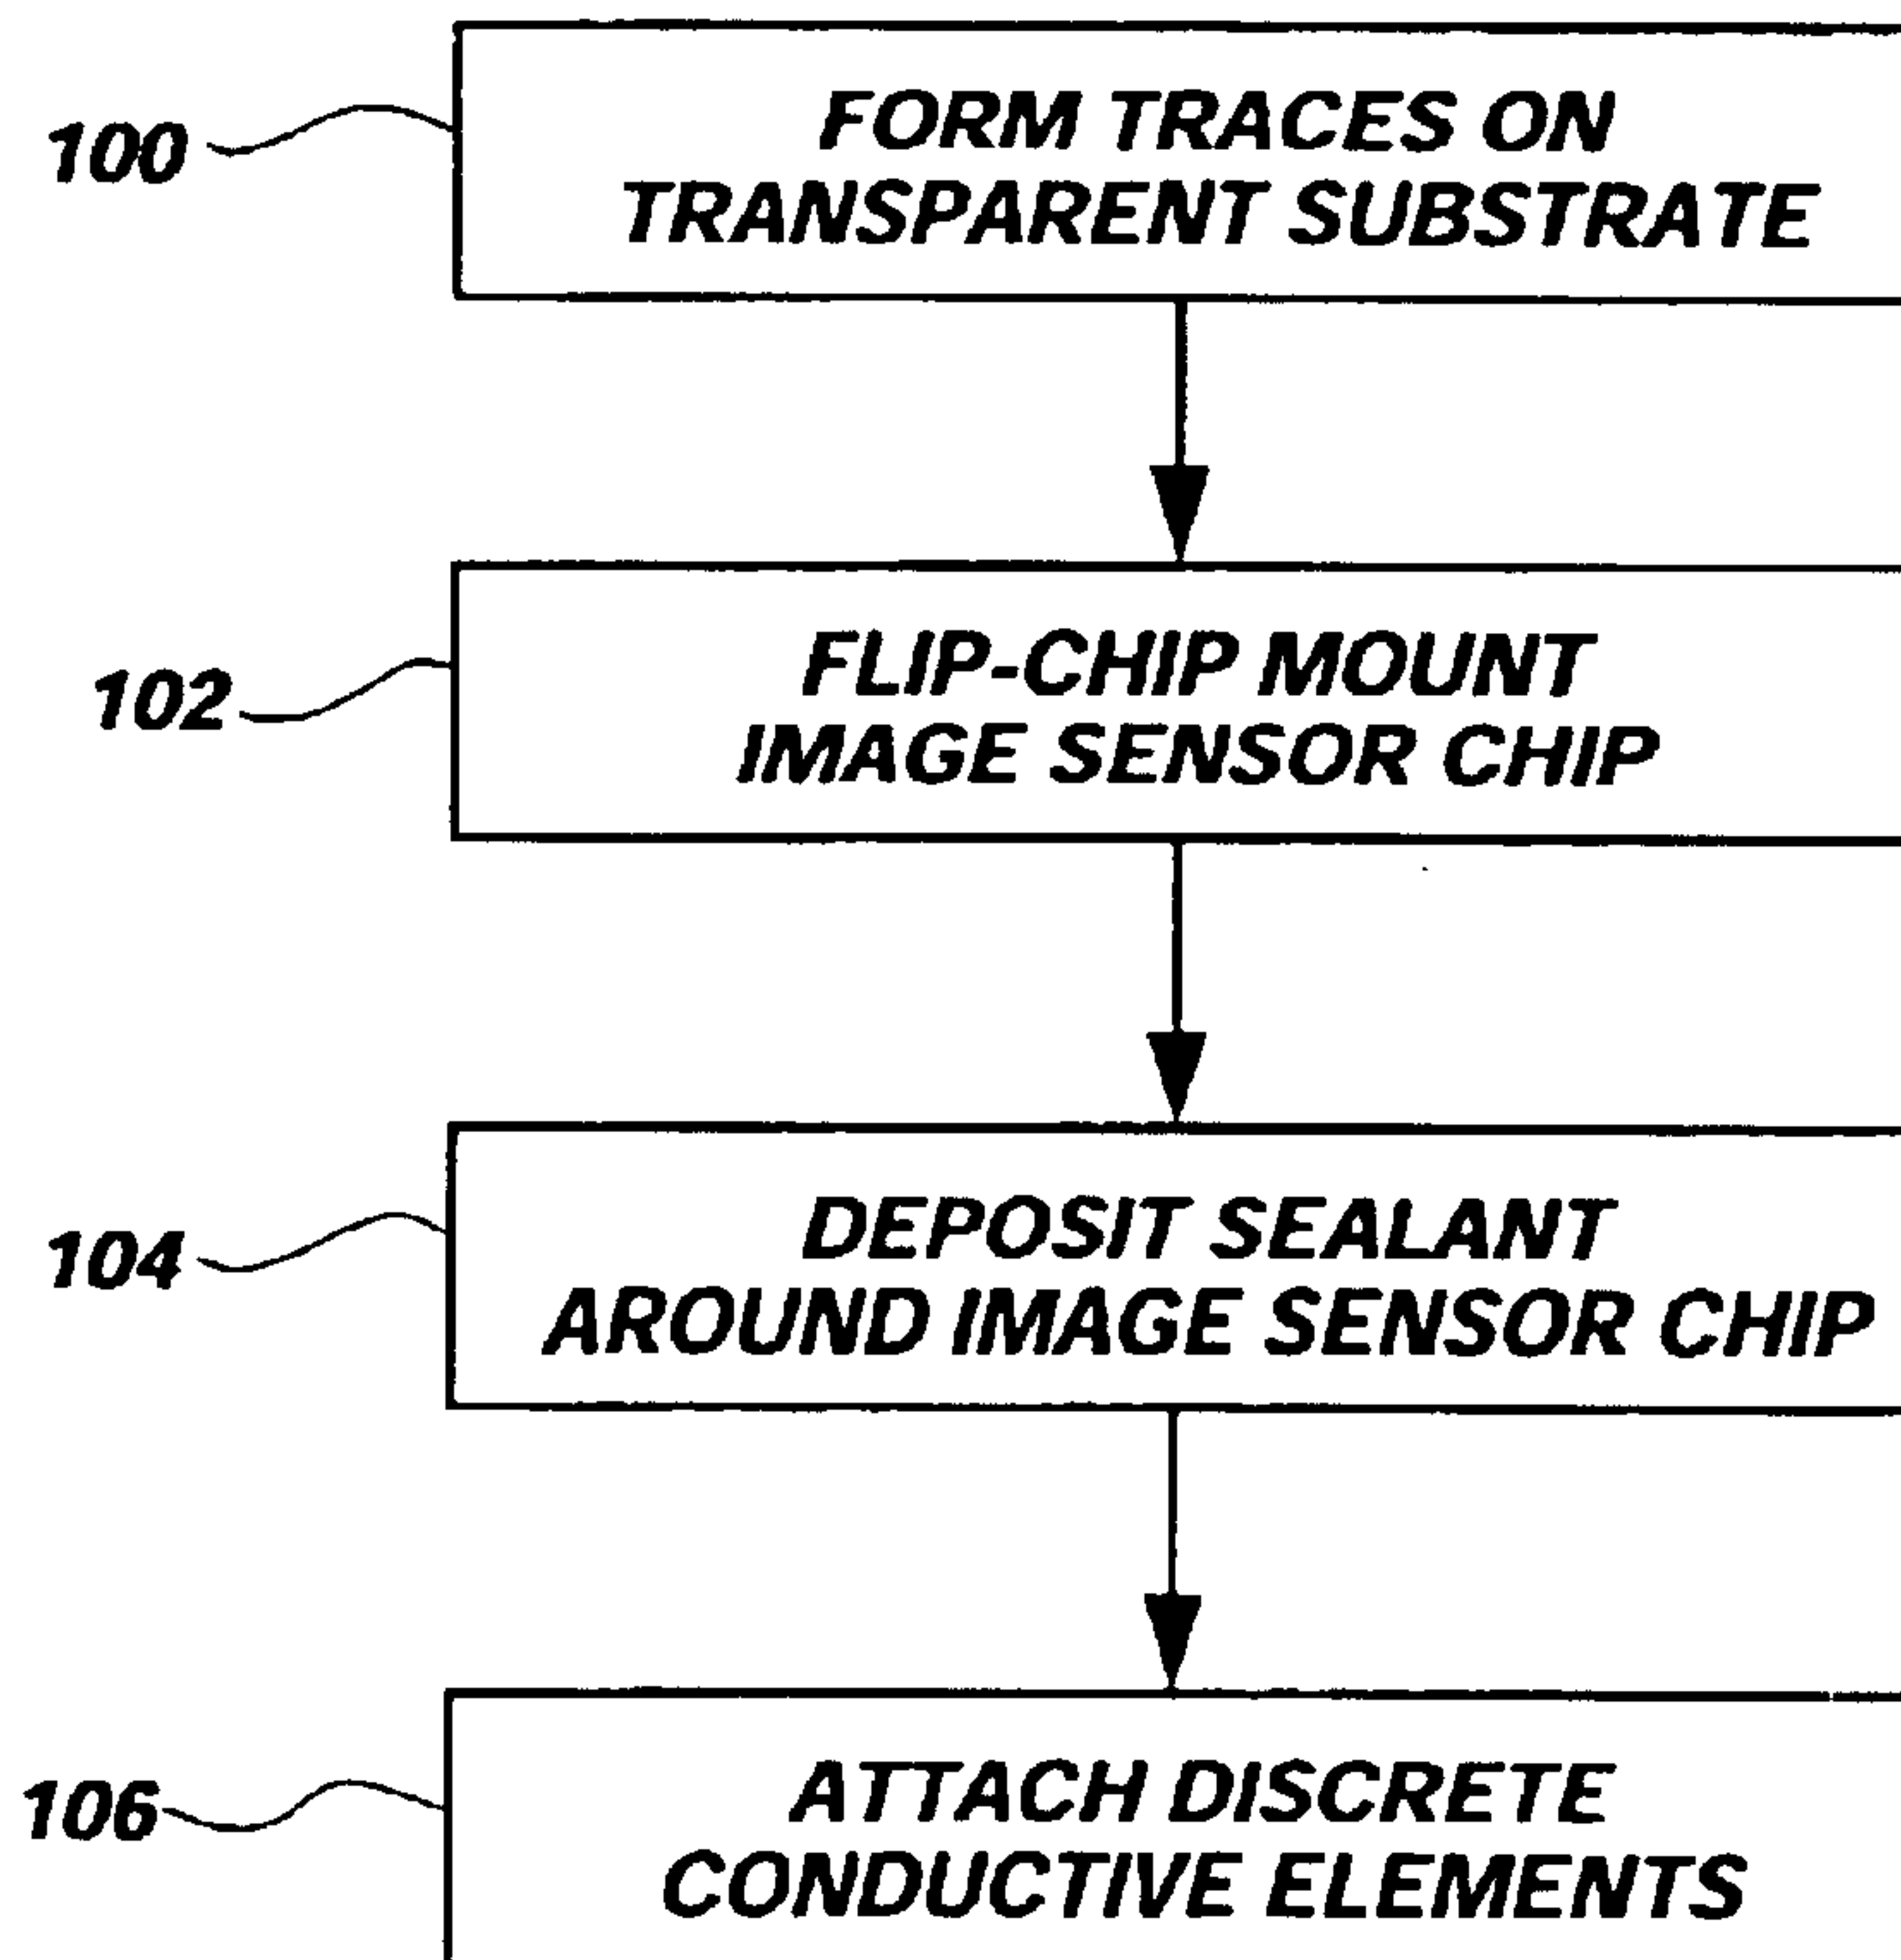 100
FORM TRACES ON
TRANSPARENT SUBSTRATE
102
FLIP-CHIP MOUNT
IMAGE SENSOR CHIP
104
DEPOSIT SEALANT
AROUND IMAGE SENSOR CHIP
106
ATTACH DISCRETE
CONDUCTIVE ELEMENTS